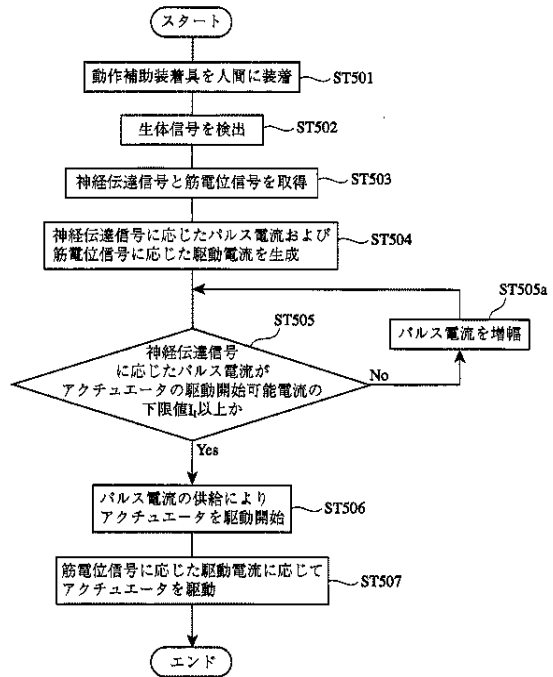 スタート
動作補助装着具を人間に装着
ST501
生体信号を検出
ST502
神経伝達信号と筋電位信号を取得
ST503
神経伝達信号に応じたパルス電流および
筋電位信号に応じた駆動電流を生成
ST504
ST505a
パルス電流を増幅
ST505
神経伝達信号
に応じたパルス電流が
アクチュエータの駆動開始可能電流の
下限値It以上か
No
Yes
パルス電流の供給により
アクチュエータを駆動開始
ST506
筋電位信号に応じた駆動電流に応じて
アクチュエータを駆動
ST507
エンド